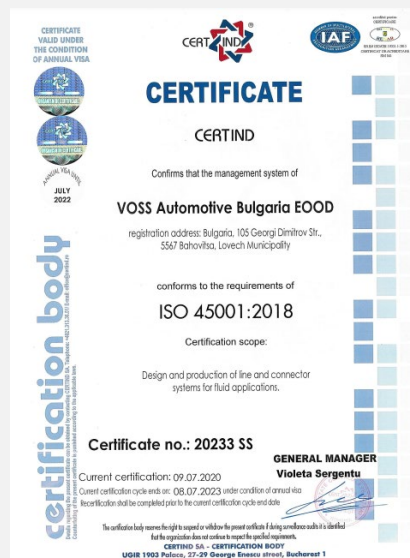 CERTIFICATE
VALID UNDER
THE CONDITION
OF ANNUAL VISA
CERT IND
IAF
ANNUAL VISA UNTIL
JULY
2022
CERTIFICATE
CERTIND
Confirms that the management system of
VOSS Automotive Bulgaria EOOD
registration address: Bulgaria, 105 Georgi Dimitrov Str.,
5567 Bahovitsa, Lovech Municipality
conforms to the requirements of
ISO 45001:2018
Certification scope:
Design and production of line and connector
systems for fluid applications.
certification body
Certificate no.: 20233 SS
GENERAL MANAGER
Violeta Sergentu
Current certification: 09.07.2020
Current certification cycle ends on: 08.07.2023 under condition of annual visa
Recertification shall be completed prior to the current certification cycle end date
The certification body reserves the right to suspend or withdraw the present certificate if during surveillance audits it is identified
that the organization does not continue to respect the specified requirements.
CERTIND SA - CERTIFICATION BODY
UGIR 1903 Palace, 27-29 George Enescu street, Bucharest 1